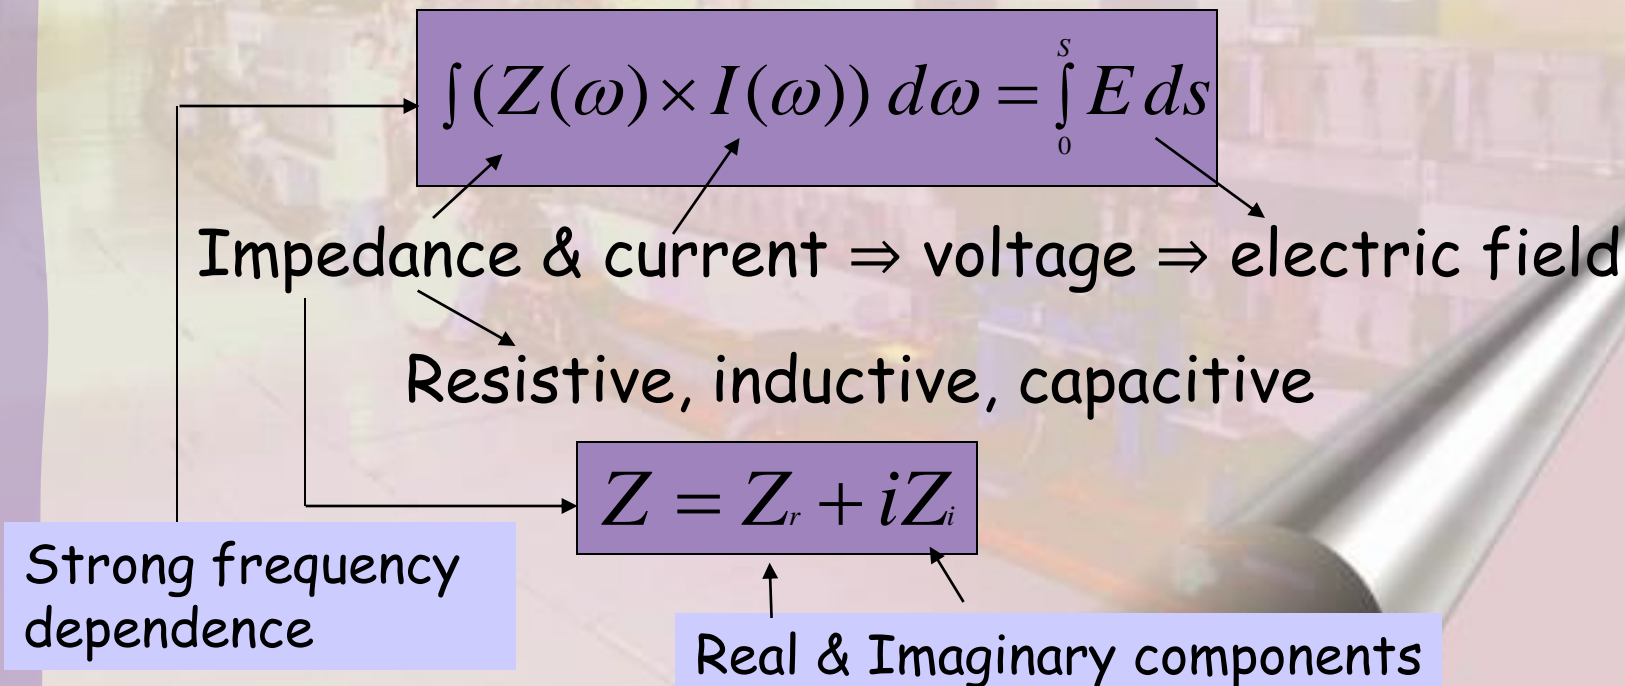 ∫(Z(ω)×I(ω)) dω = ∫₀ˢ E ds
Impedance & current ⇒ voltage ⇒ electric field
Resistive, inductive, capacitive
Z = Zᵣ + iZᵢ
Strong frequency
dependence
Real & Imaginary components